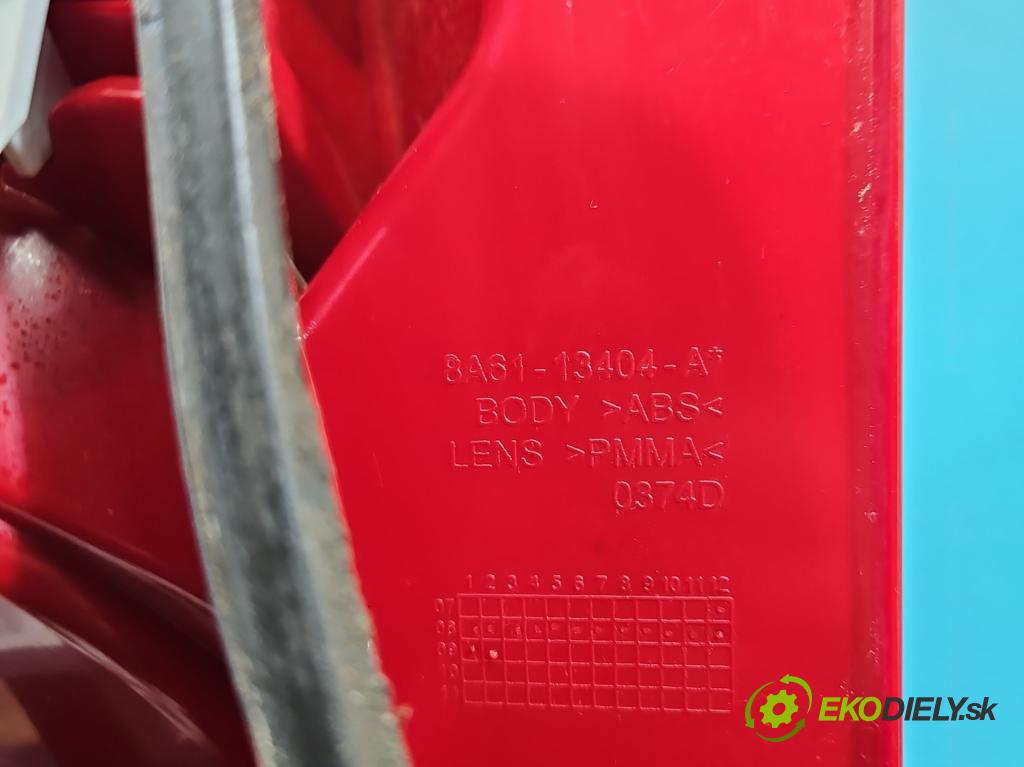 8A61-13404-A*
BODY >ABS<
LENS >PMMA<
0374D
1 2 3 4 5 6 7 8 9 10 11 12
07
08
09
10
11
EKODIELY.sk